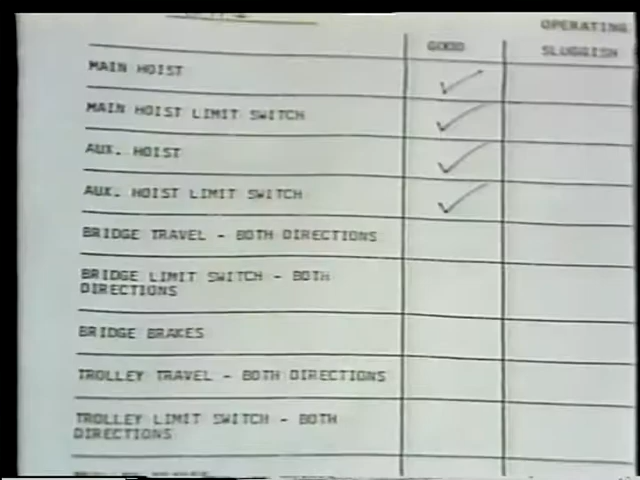 OPERATING
GOOD SLUGGISH
MAIN HOIST
MAIN HOIST LIMIT SWITCH
AUX. HOIST
AUX. HOIST LIMIT SWITCH
BRIDGE TRAVEL - BOTH DIRECTIONS
BRIDGE LIMIT SWITCH - BOTH
DIRECTIONS
BRIDGE BRAKES
TROLLEY TRAVEL - BOTH DIRECTIONS
TROLLEY LIMIT SWITCH - BOTH
DIRECTIONS